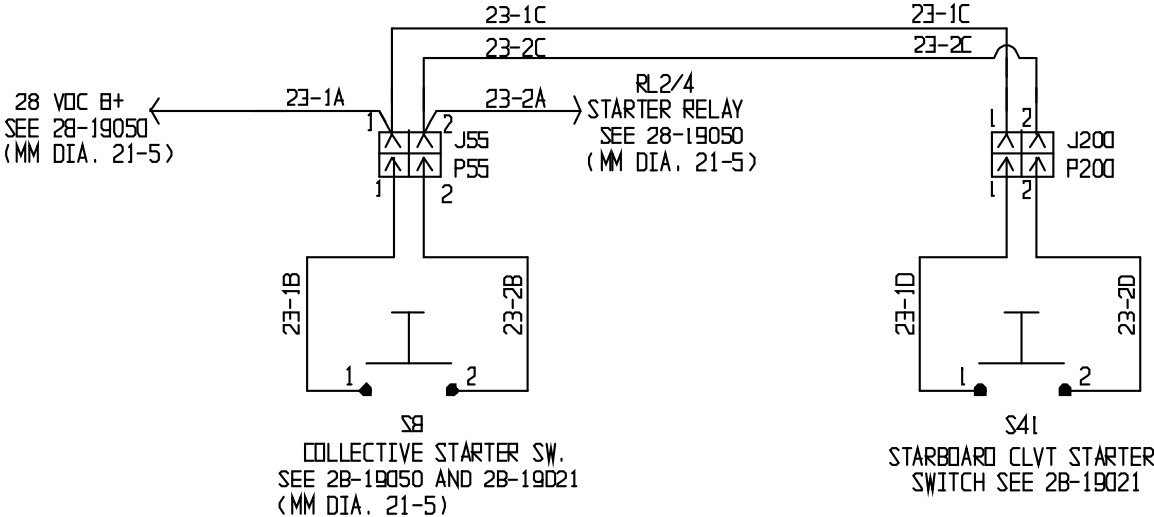 23-1C
23-1C
23-2C
23-2C
28 VDC B+
SEE 28-19050
(MM DIA. 21-5)
23-1A
23-2A
RL2/4
STARTER RELAY
SEE 28-19050
(MM DIA. 21-5)
1
2
J55
P55
1
2
1
2
J200
P200
1
2
23-1B
23-2B
23-1D
23-2D
1
2
1
2
S8
COLLECTIVE STARTER SW.
SEE 28-19050 AND 28-19021
(MM DIA. 21-5)
S41
STARBOARD CLVT STARTER
SWITCH SEE 28-19021